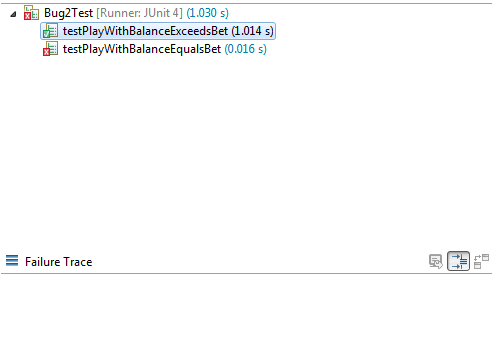 Bug2Test [Runner: JUnit 4] (1.030 s)
testPlayWithBalanceExceedsBet (1.014 s)
testPlayWithBalanceEqualsBet (0.016 s)
Failure Trace